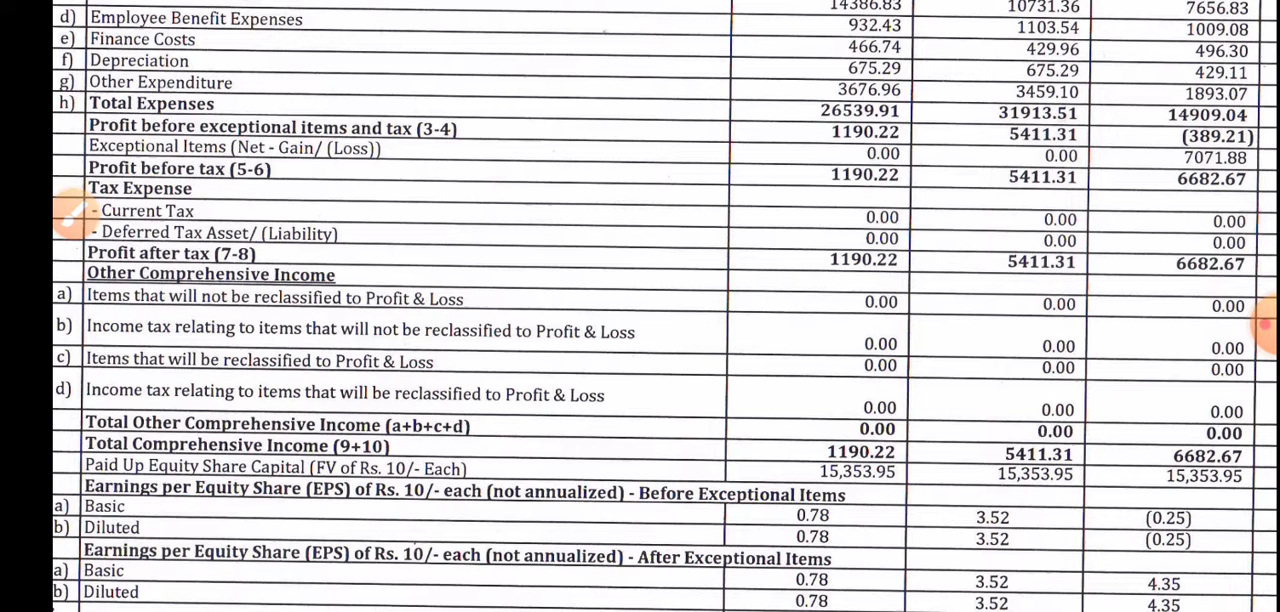 14386.83 10731.36 7656.83
d) Employee Benefit Expenses 932.43 1103.54 1009.08
e) Finance Costs 466.74 429.96 496.30
f) Depreciation 675.29 675.29 429.11
g) Other Expenditure 3676.96 3459.10 1893.07
h) Total Expenses 26539.91 31913.51 14909.04
Profit before exceptional items and tax (3-4) 1190.22 5411.31 (389.21)
Exceptional Items (Net - Gain/ (Loss)) 0.00 0.00 7071.88
Profit before tax (5-6) 1190.22 5411.31 6682.67
Tax Expense
- Current Tax 0.00 0.00 0.00
- Deferred Tax Asset/ (Liability) 0.00 0.00 0.00
Profit after tax (7-8) 1190.22 5411.31 6682.67
Other Comprehensive Income
a) Items that will not be reclassified to Profit & Loss 0.00 0.00 0.00
b) Income tax relating to items that will not be reclassified to Profit & Loss 0.00 0.00 0.00
c) Items that will be reclassified to Profit & Loss 0.00 0.00 0.00
d) Income tax relating to items that will be reclassified to Profit & Loss 0.00 0.00 0.00
Total Other Comprehensive Income (a+b+c+d) 0.00 0.00 0.00
Total Comprehensive Income (9+10) 1190.22 5411.31 6682.67
Paid Up Equity Share Capital (FV of Rs. 10/- Each) 15,353.95 15,353.95 15,353.95
Earnings per Equity Share (EPS) of Rs. 10/- each (not annualized) - Before Exceptional Items
a) Basic 0.78 3.52 (0.25)
b) Diluted 0.78 3.52 (0.25)
Earnings per Equity Share (EPS) of Rs. 10/- each (not annualized) - After Exceptional Items
a) Basic 0.78 3.52 4.35
b) Diluted 0.78 3.52 4.35